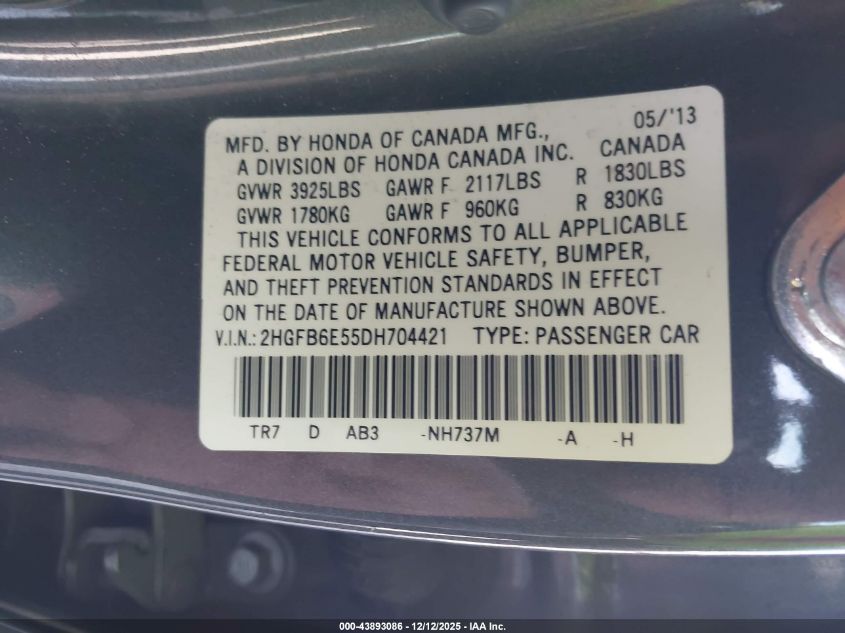 05/'13
MFD. BY HONDA OF CANADA MFG.,
A DIVISION OF HONDA CANADA INC. CANADA
GVWR 3925LBS GAWR F 2117LBS R 1830LBS
GVWR 1780KG GAWR F 960KG R 830KG
THIS VEHICLE CONFORMS TO ALL APPLICABLE
FEDERAL MOTOR VEHICLE SAFETY, BUMPER,
AND THEFT PREVENTION STANDARDS IN EFFECT
ON THE DATE OF MANUFACTURE SHOWN ABOVE.
V.I.N.: 2HGFB6E55DH704421 TYPE: PASSENGER CAR
TR7 D AB3 -NH737M -A -H
000-43893086 - 12/12/2025 - IAA Inc.